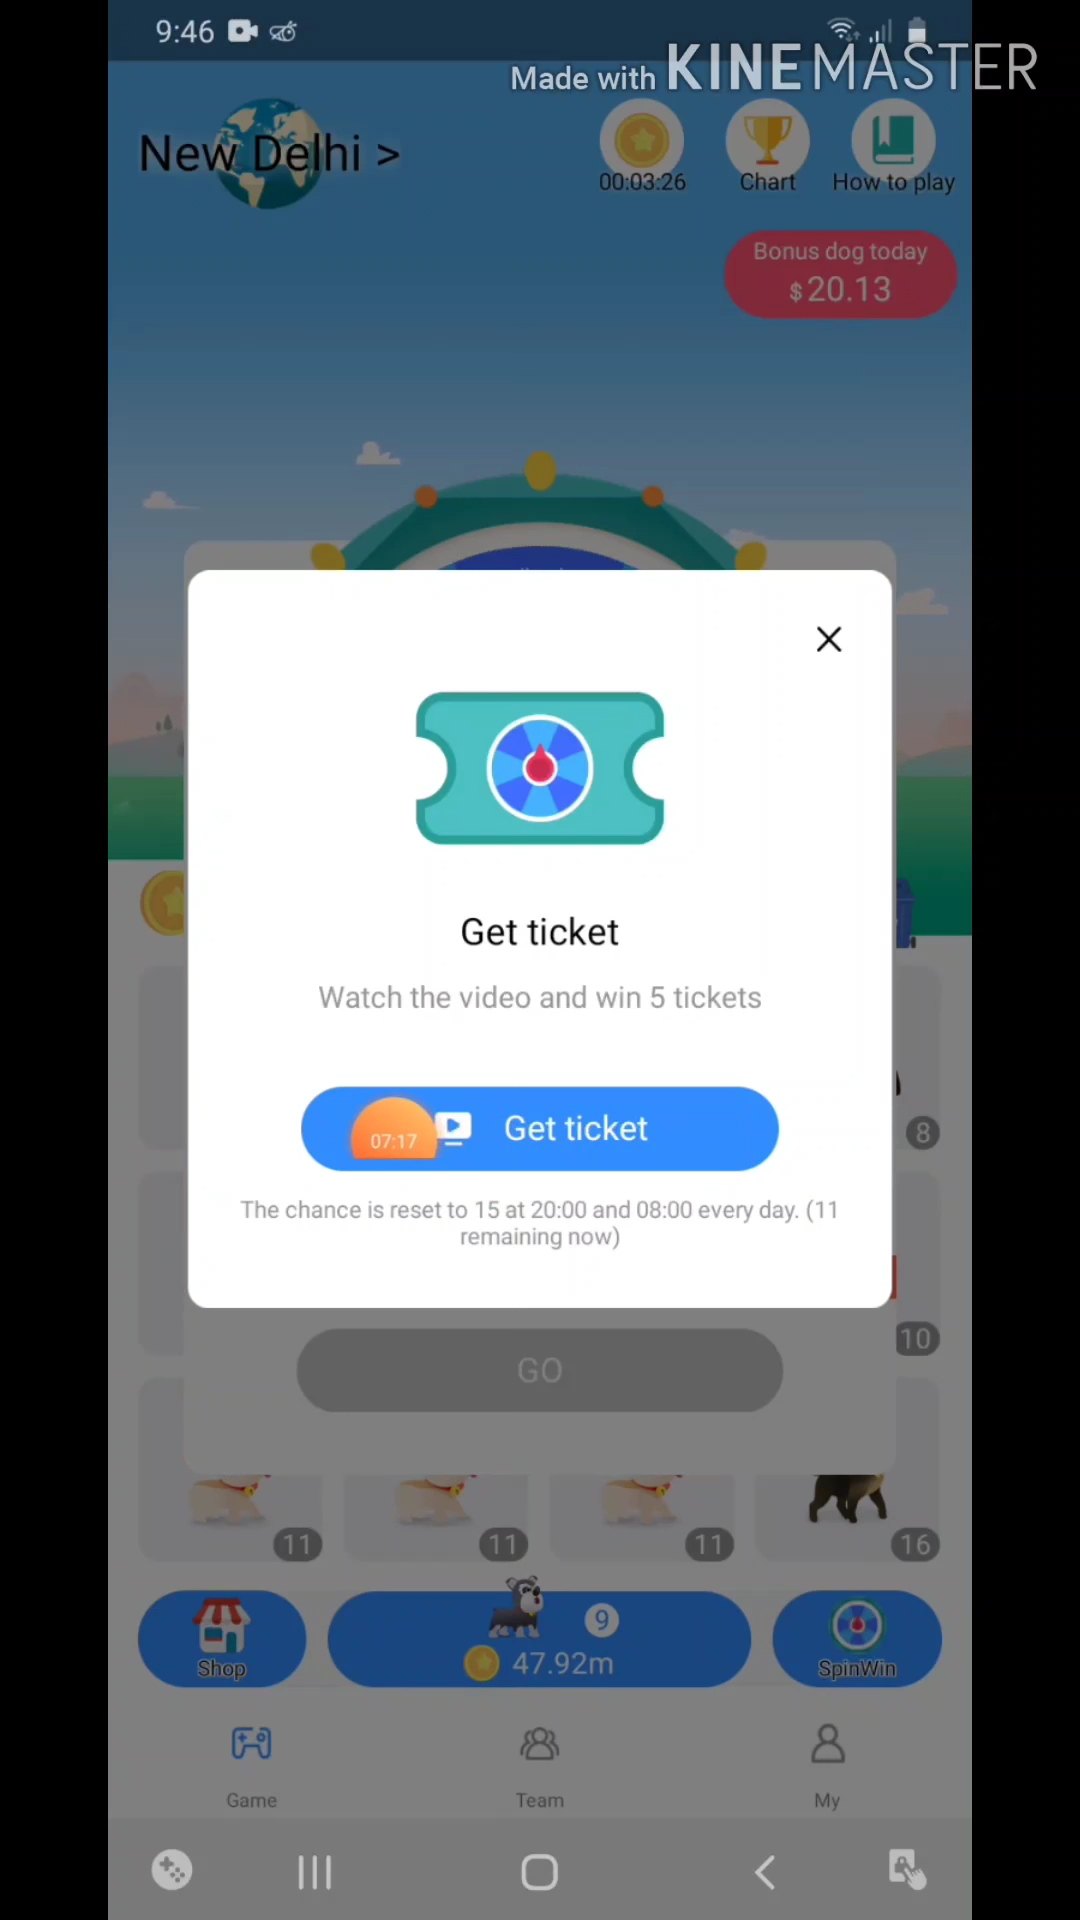 9:46
Made with KINEMASTER
New Delhi >
00:03:26
Chart
How to play
Bonus dog today
$20.13
Get ticket
Watch the video and win 5 tickets
07:17
Get ticket
The chance is reset to 15 at 20:00 and 08:00 every day. (11
remaining now)
8
10
GO
11
11
11
16
Shop
9
47.92m
SpinWin
Game
Team
My